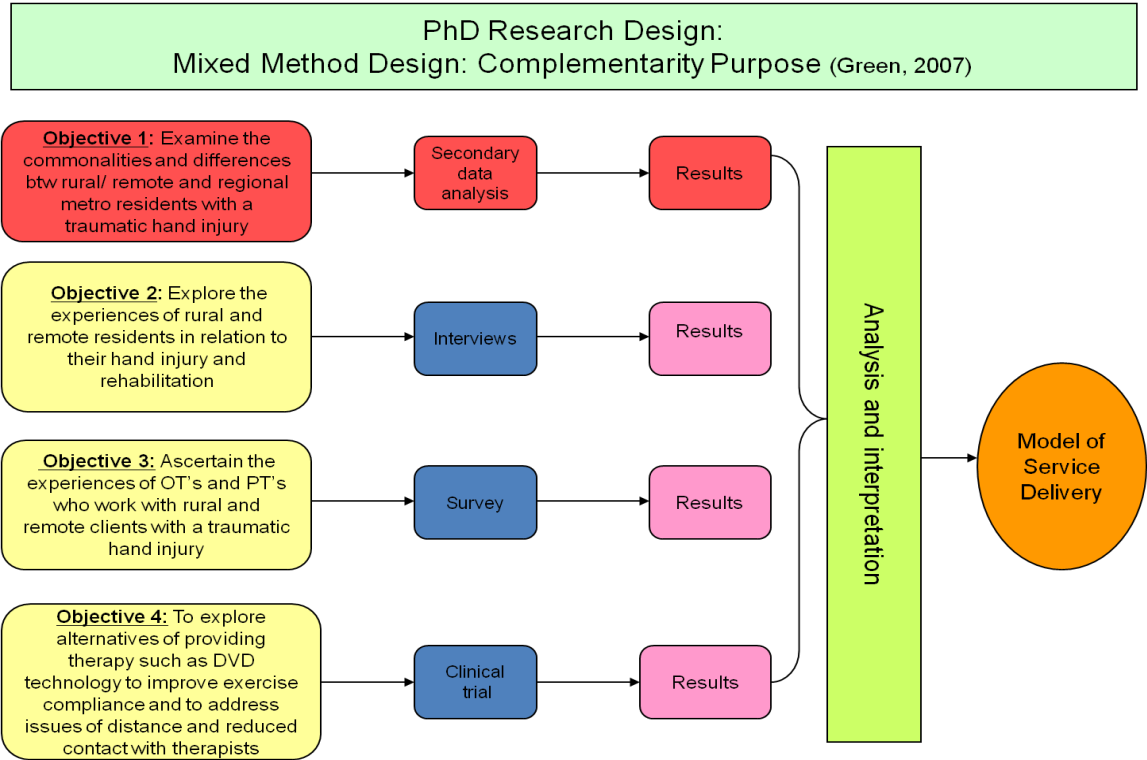 PhD Research Design:
Mixed Method Design: Complementarity Purpose (Green, 2007)
Objective 1: Examine the
commonalities and differences
btw rural/ remote and regional
metro residents with a
traumatic hand injury
Secondary
data
analysis
Results
Objective 2: Explore the
experiences of rural and
remote residents in relation to
their hand injury and
rehabilitation
Interviews
Results
Objective 3: Ascertain the
experiences of OT's and PT's
who work with rural and
remote clients with a traumatic
hand injury
Survey
Results
Objective 4: To explore
alternatives of providing
therapy such as DVD
technology to improve exercise
compliance and to address
issues of distance and reduced
contact with therapists
Clinical
trial
Results
Analysis and interpretation
Model of
Service
Delivery